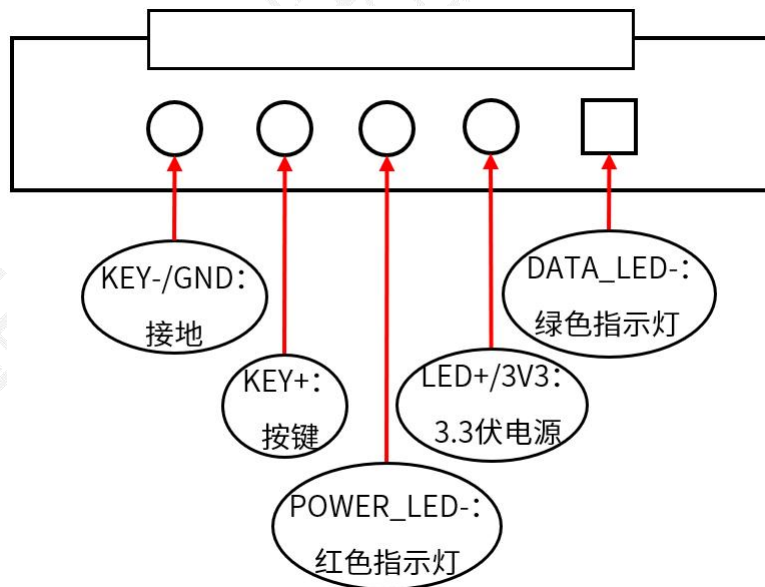 KEY-/GND：
接地
KEY+：
按键
POWER_LED-：
红色指示灯
LED+/3V3：
3.3伏电源
DATA_LED-：
绿色指示灯